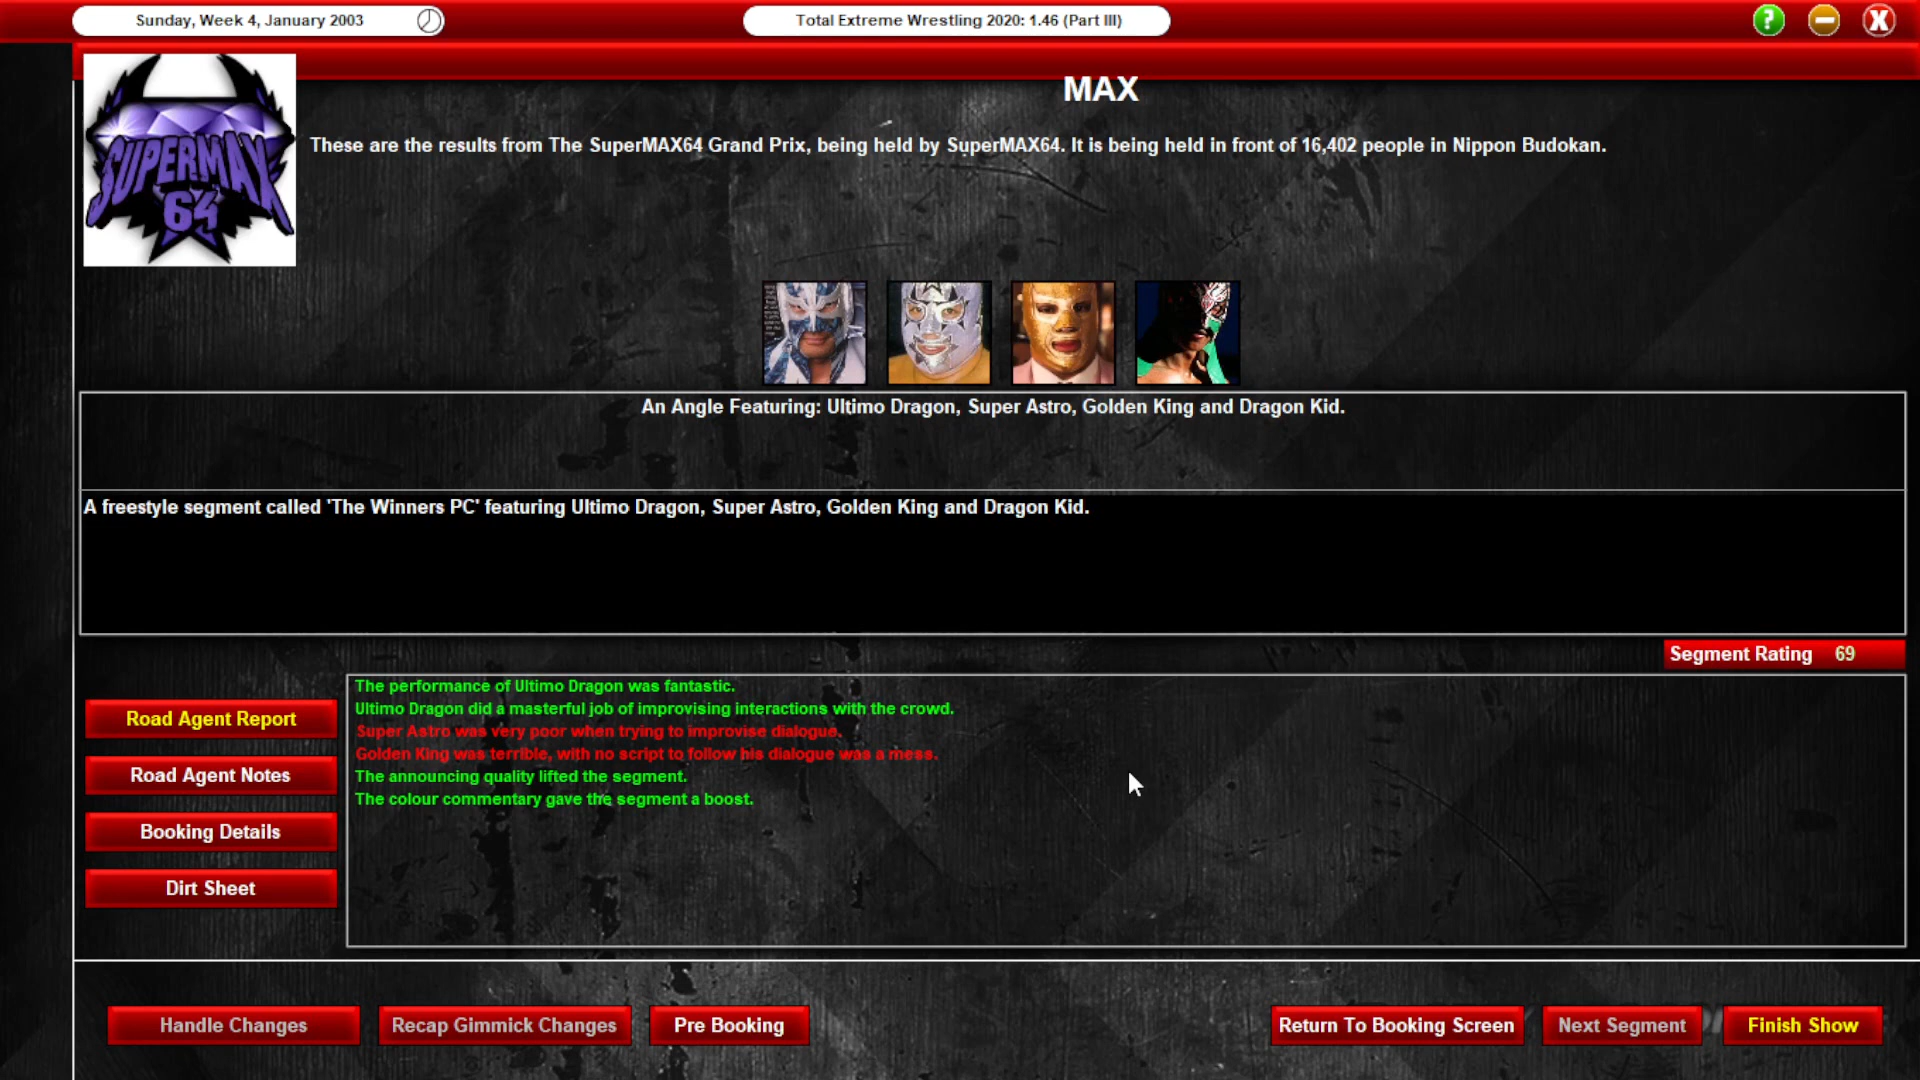 Sunday, Week 4, January 2003
Total Extreme Wrestling 2020: 1.46 (Part III)
SUPERMAX
64
MAX
These are the results from The SuperMAX64 Grand Prix, being held by SuperMAX64. It is being held in front of 16,402 people in Nippon Budokan.
An Angle Featuring: Ultimo Dragon, Super Astro, Golden King and Dragon Kid.
A freestyle segment called 'The Winners PC' featuring Ultimo Dragon, Super Astro, Golden King and Dragon Kid.
Segment Rating 69
Road Agent Report
Road Agent Notes
Booking Details
Dirt Sheet
The performance of Ultimo Dragon was fantastic.
Ultimo Dragon did a masterful job of improvising interactions with the crowd.
Super Astro was very poor when trying to improvise dialogue.
Golden King was terrible, with no script to follow his dialogue was a mess.
The announcing quality lifted the segment.
The colour commentary gave the segment a boost.
Handle Changes
Recap Gimmick Changes
Pre Booking
Return To Booking Screen
Next Segment
Finish Show